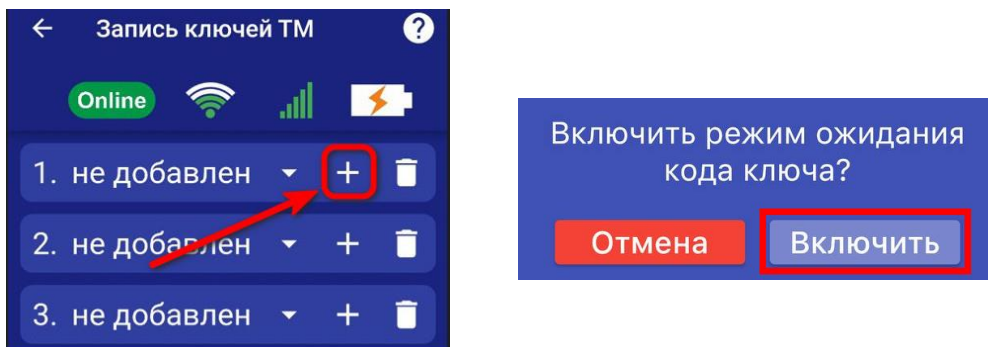 Запись ключей ТМ
?
Online
1. не добавлен
2. не добавлен
3. не добавлен
Включить режим ожидания
кода ключа?
Отмена
Включить